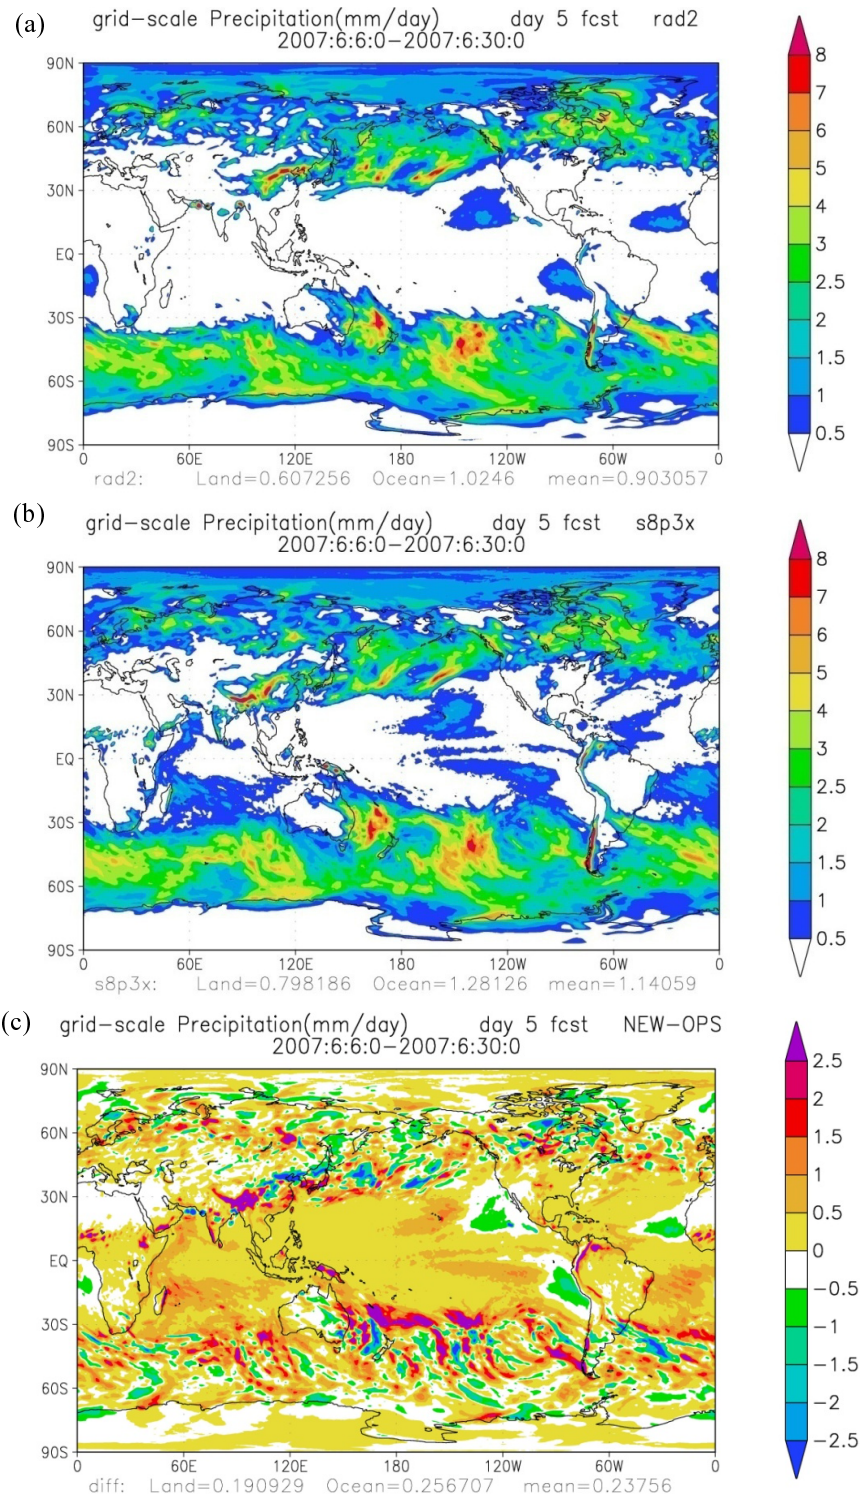 (a)
grid-scale Precipitation(mm/day) day 5 fcst rad2
2007:6:6:0-2007:6:30:0
90N
60N
30N
EQ
30S
60S
90S
0 60E 120E 180 120W 60W 0
rad2: Land=0.607256 Ocean=1.0246 mean=0.903057
8
7
6
5
4
3
2.5
2
1.5
1
0.5
(b)
grid-scale Precipitation(mm/day) day 5 fcst s8p3x
2007:6:6:0-2007:6:30:0
90N
60N
30N
EQ
30S
60S
90S
0 60E 120E 180 120W 60W 0
s8p3x: Land=0.798186 Ocean=1.28126 mean=1.14059
8
7
6
5
4
3
2.5
2
1.5
1
0.5
(c)
grid-scale Precipitation(mm/day) day 5 fcst NEW-OPS
2007:6:6:0-2007:6:30:0
90N
60N
30N
EQ
30S
60S
90S
0 60E 120E 180 120W 60W 0
diff: Land=0.190929 Ocean=0.256707 mean=0.23756
2.5
2
1.5
1
0.5
0
-0.5
-1
-1.5
-2
-2.5